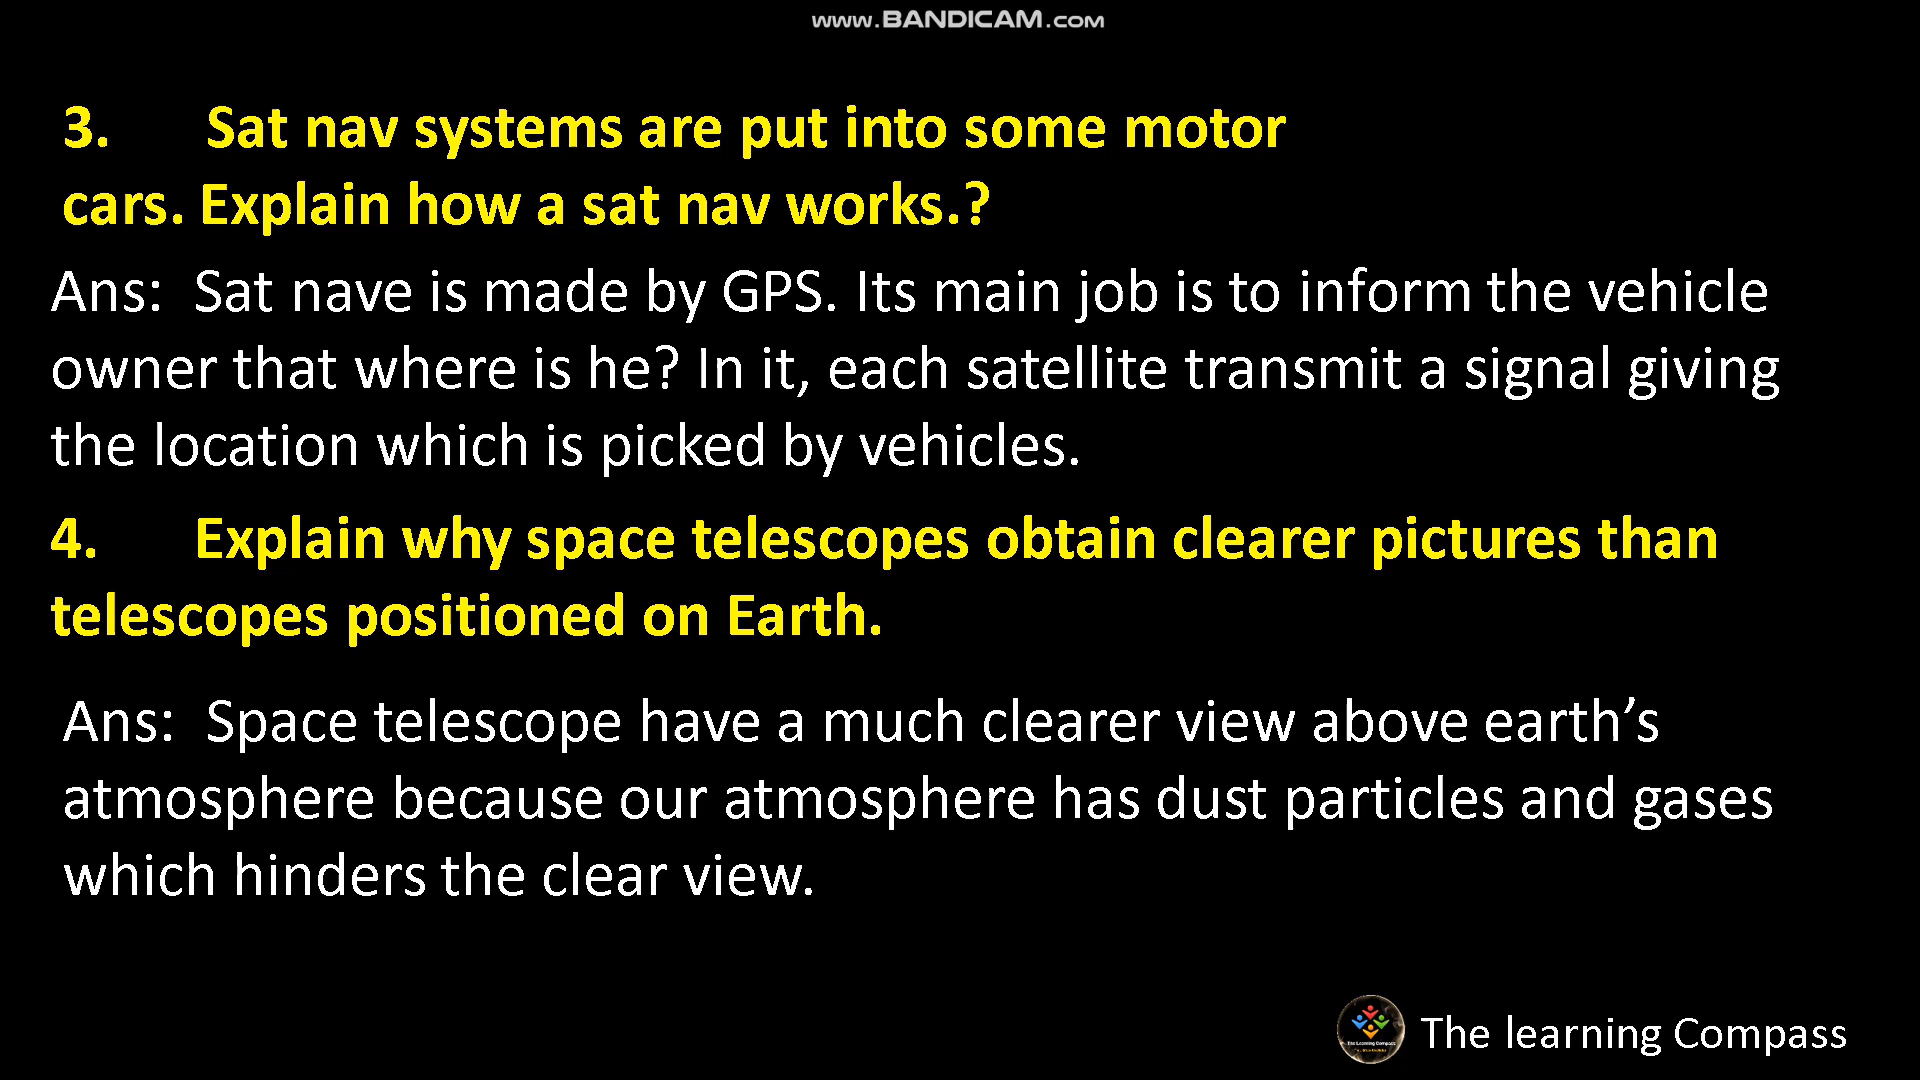 www.BANDICAM.com
3. Sat nav systems are put into some motor
cars. Explain how a sat nav works.?
Ans: Sat nave is made by GPS. Its main job is to inform the vehicle
owner that where is he? In it, each satellite transmit a signal giving
the location which is picked by vehicles.
4. Explain why space telescopes obtain clearer pictures than
telescopes positioned on Earth.
Ans: Space telescope have a much clearer view above earth’s
atmosphere because our atmosphere has dust particles and gases
which hinders the clear view.
The Learning Compass
The learning Compass